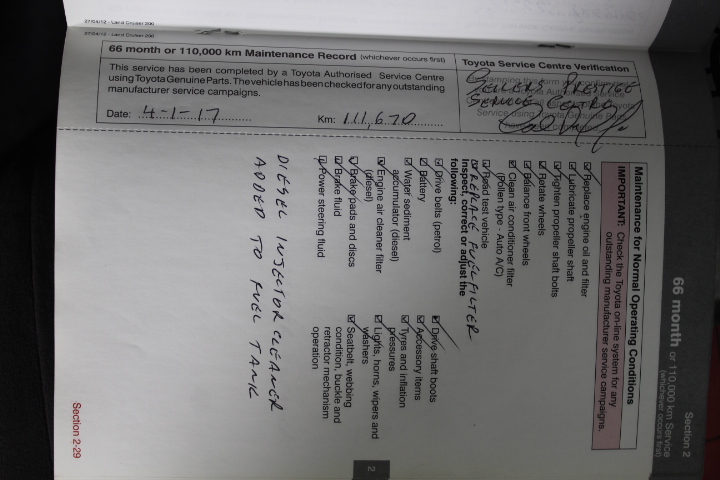 27/04/12 - Land Cruiser 200
27/04/12 - Land Cruiser 200
66 month or 110,000 km Maintenance Record (whichever occurs first)
This service has been completed by a Toyota Authorised Service Centre
using Toyota Genuine Parts. The vehicle has been checked for any outstanding
manufacturer service campaigns.
Date: 4-1-17
Km: 111,670
Toyota Service Centre Verification
PRESTIGE
SERVICE CENTRE
Section 2
66 month or 110,000 km Service
(whichever occurs first)
Maintenance for Normal Operating Conditions
IMPORTANT: Check the Toyota on-line system for any
outstanding manufacturer service campaigns.
Replace engine oil and filter
Lubricate propeller shaft
Tighten propeller shaft bolts
Rotate wheels
Balance front wheels
Clean air conditioner filter
(Pollen type - Auto A/C)
Road test vehicle
REPLACE FUEL FILTER
Inspect, correct or adjust the
following:
Drive belts (petrol)
Battery
Water sediment
accumulator (diesel)
Engine air cleaner filter
(diesel)
Brake pads and discs
Brake fluid
Power steering fluid
Drive shaft boots
Accessory items
Tyres and inflation
pressures
Lights, horns, wipers and
washers
Seatbelt, webbing
condition, buckle and
retractor mechanism
operation
DIESEL INJECTOR CLEANER
ADDED TO FUEL TANK
2
Section 2-29